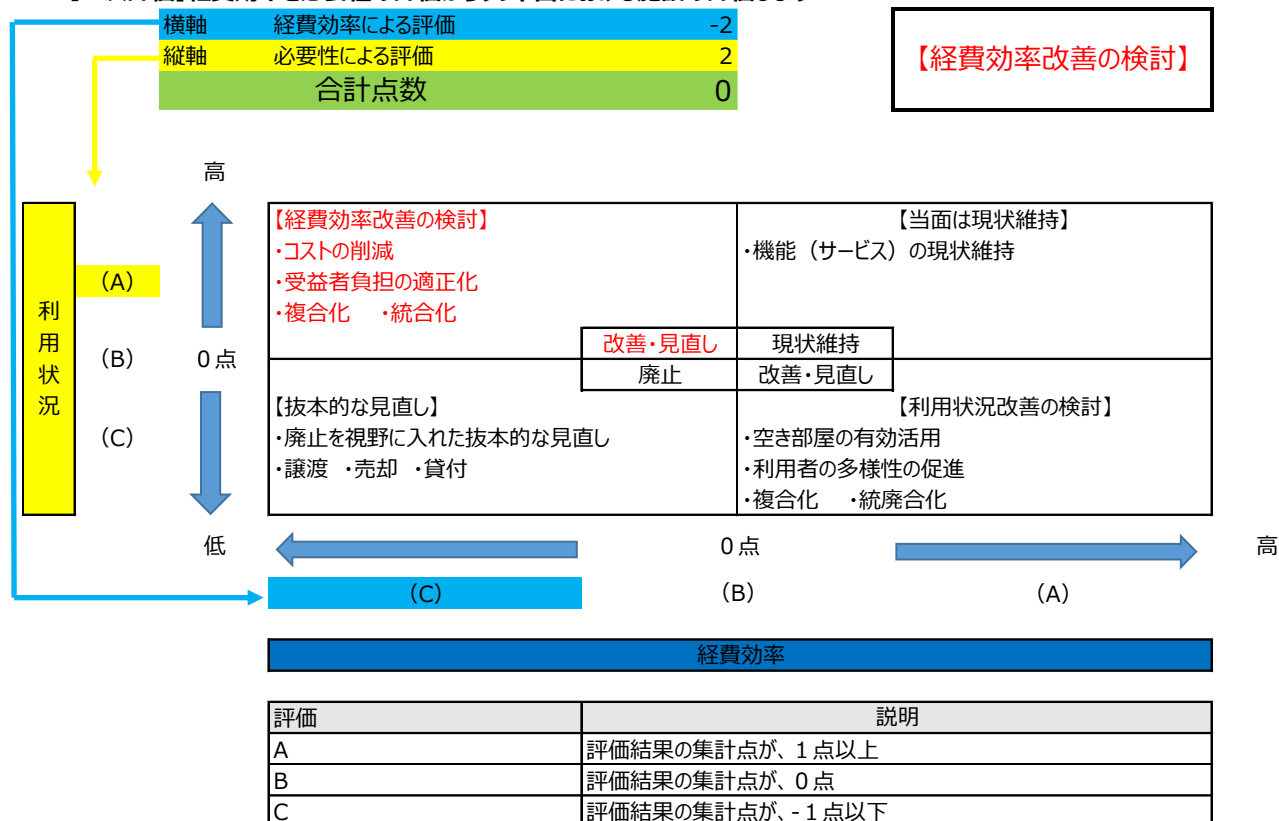 横軸 経費効率による評価 -2
縦軸 必要性による評価 2
合計点数 0
【経費効率改善の検討】
高
利用状況
（A）
（B）
（C）
0点
低
【経費効率改善の検討】
・コストの削減
・受益者負担の適正化
・複合化 ・統合化
【当面は現状維持】
・機能（サービス）の現状維持
改善・見直し 現状維持
廃止 改善・見直し
【抜本的な見直し】
・廃止を視野に入れた抜本的な見直し
・譲渡 ・売却 ・貸付
【利用状況改善の検討】
・空き部屋の有効活用
・利用者の多様性の促進
・複合化 ・統廃合化
0点 高
（C） （B） （A）
経費効率
評価 説明
A 評価結果の集計点が、１点以上
B 評価結果の集計点が、０点
C 評価結果の集計点が、-１点以下